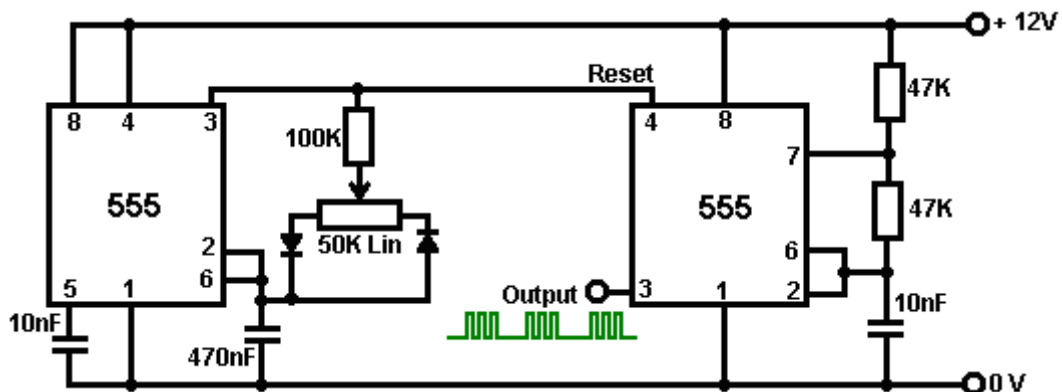 + 12V
Reset
47K
8 4 3
4 8
100K
7
555
555
47K
50K Lin
2
6
6
5 1
Output
3 1 2
10nF
10nF
470nF
0 V